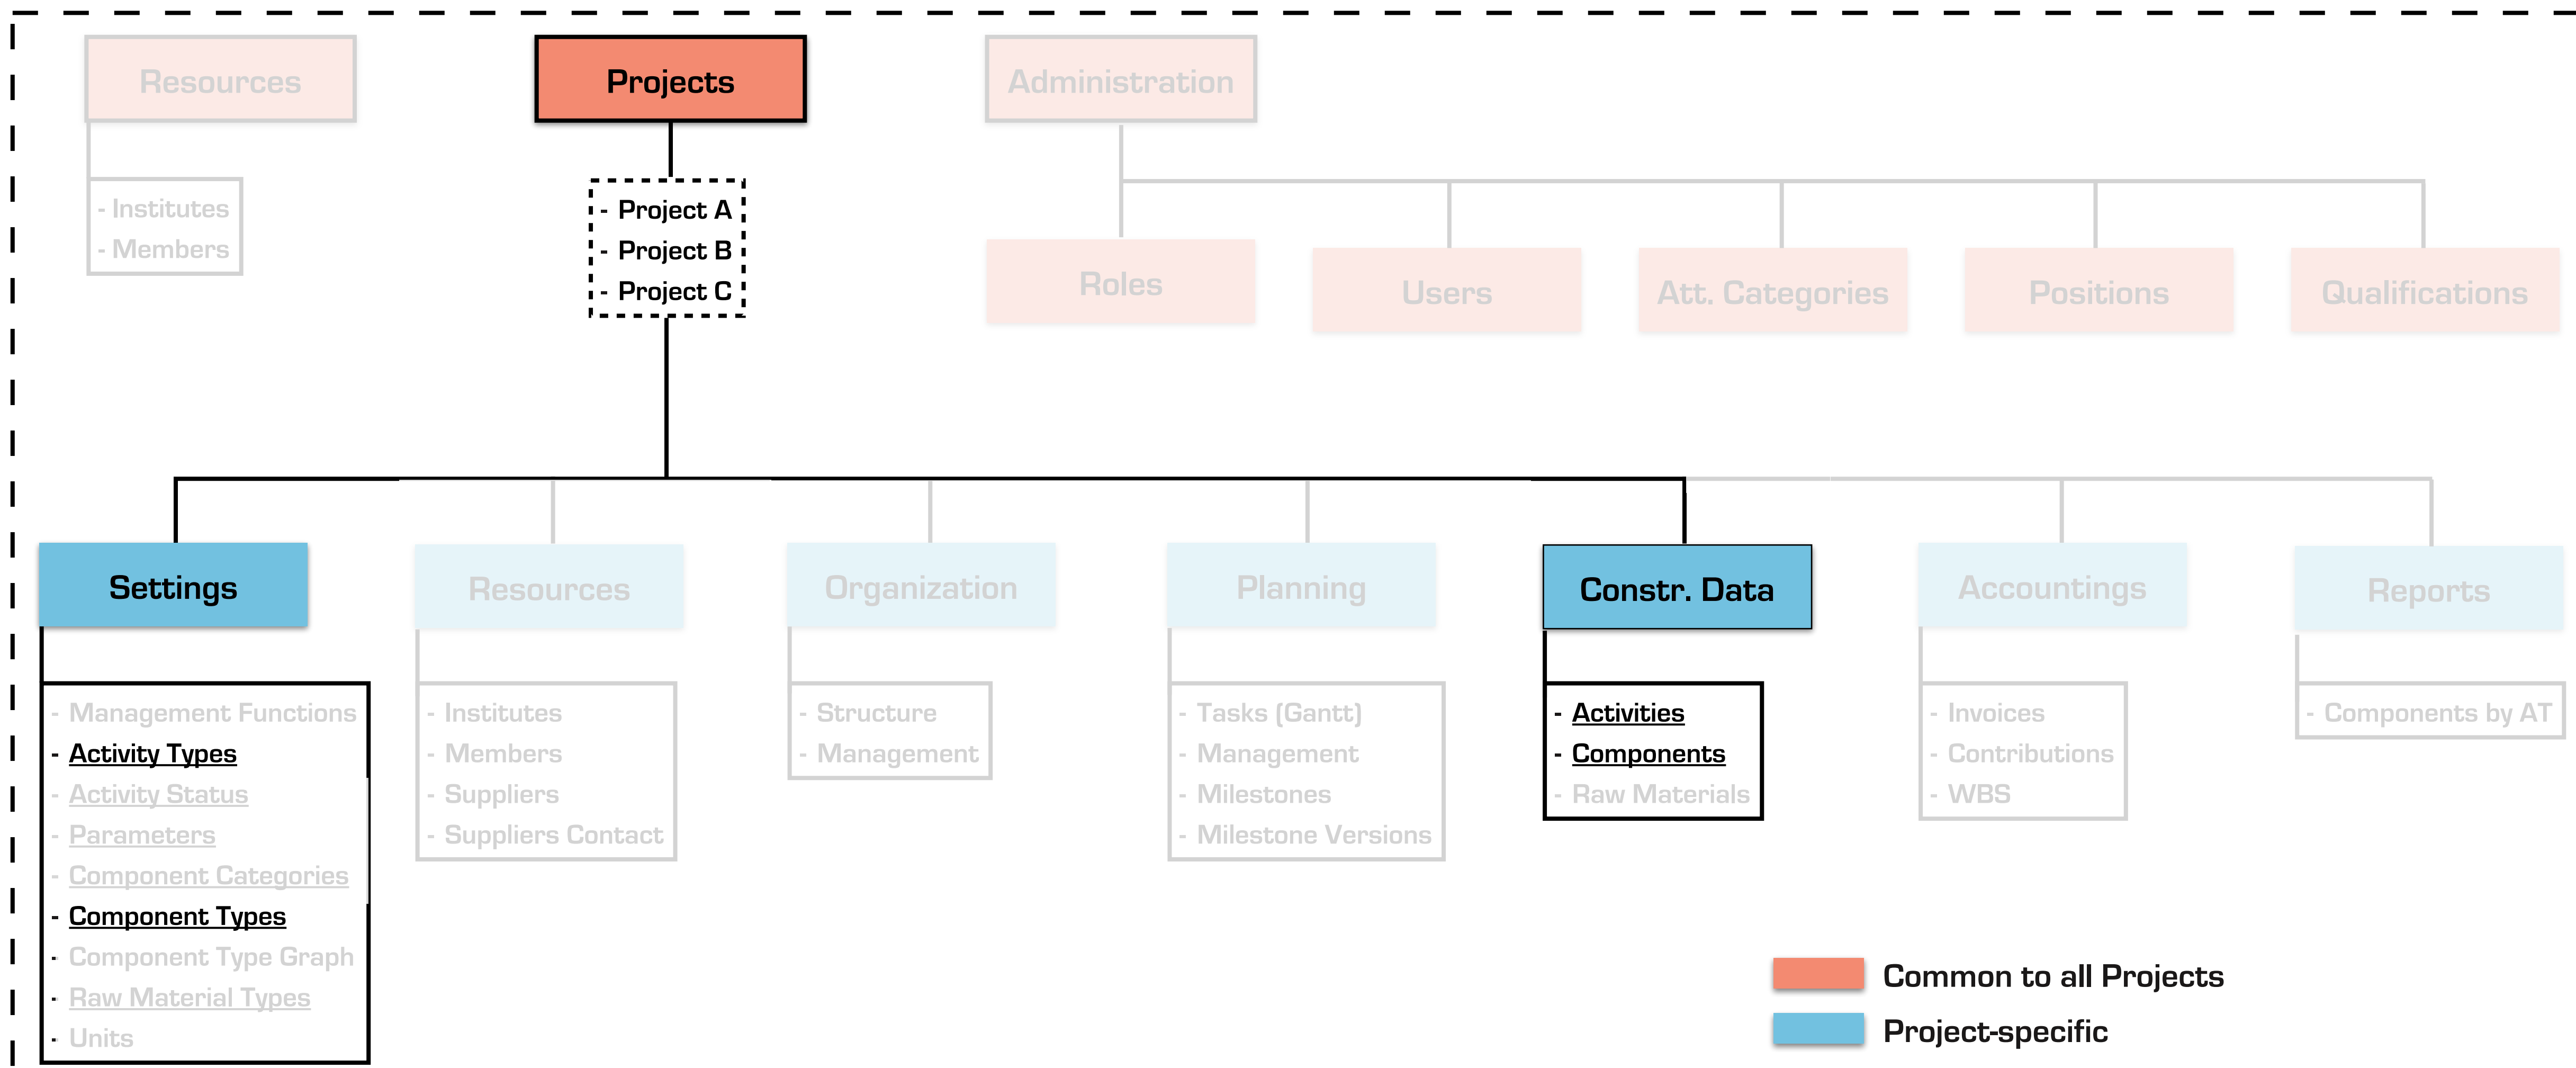 Resources
Projects
Administration
- Institutes
- Members
- Project A
- Project B
- Project C
Roles
Users
Att. Categories
Positions
Qualifications
Settings
Resources
Organization
Planning
Constr. Data
Accountings
Reports
- Management Functions
- Activity Types
- Activity Status
- Parameters
- Component Categories
- Component Types
- Component Type Graph
- Raw Material Types
- Units
- Institutes
- Members
- Suppliers
- Suppliers Contact
- Structure
- Management
- Tasks (Gantt)
- Management
- Milestones
- Milestone Versions
- Activities
- Components
- Raw Materials
- Invoices
- Contributions
- WBS
- Components by AT
Common to all Projects
Project-specific